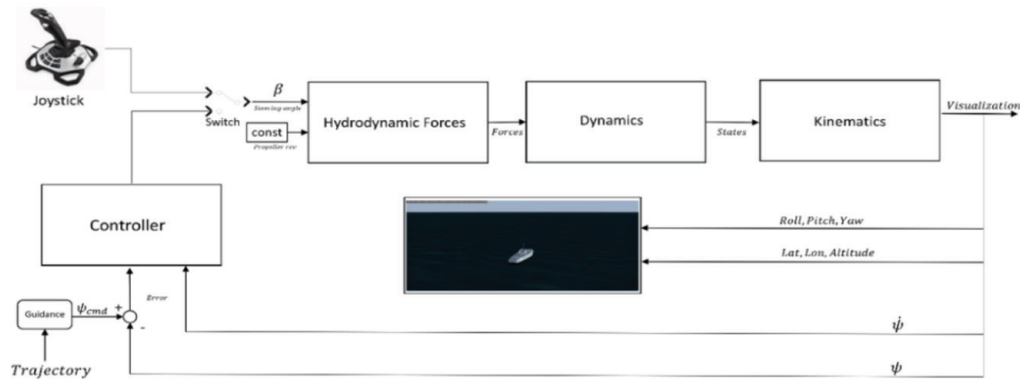 Joystick
Switch
β
Steering angle
const
Propeller rev
Hydrodynamic Forces
Forces
Dynamics
States
Kinematics
Visualization
Controller
Roll, Pitch, Yaw
Lat, Lon, Altitude
Error
Guidance
ψcmd
+
-
ψ̇
ψ
Trajectory